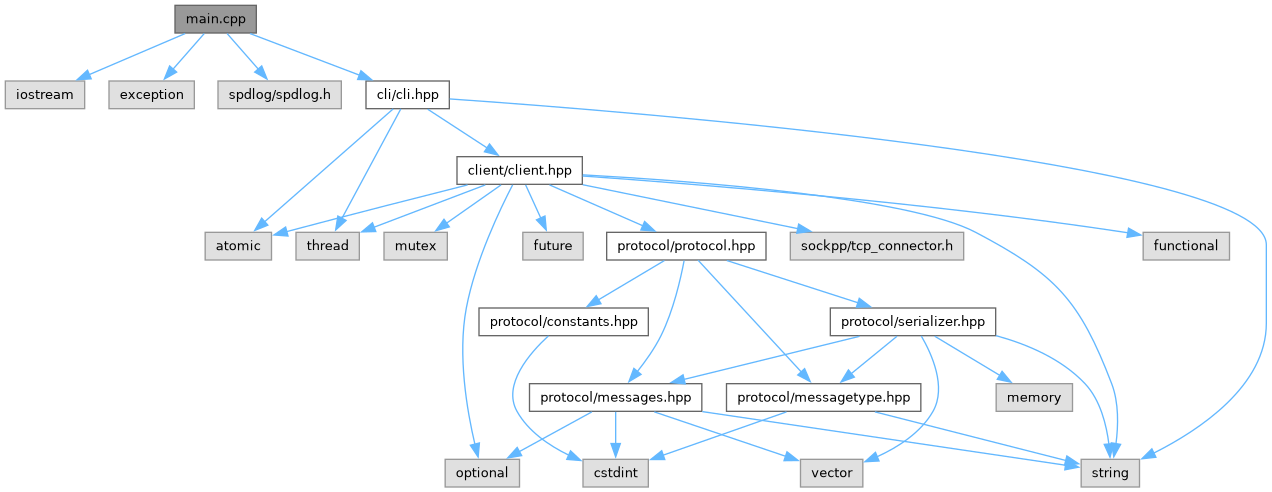 main.cpp
iostream
exception
spdlog/spdlog.h
cli/cli.hpp
client/client.hpp
atomic
thread
mutex
future
protocol/protocol.hpp
sockpp/tcp_connector.h
functional
protocol/constants.hpp
protocol/serializer.hpp
protocol/messages.hpp
protocol/messagetype.hpp
memory
optional
cstdint
vector
string